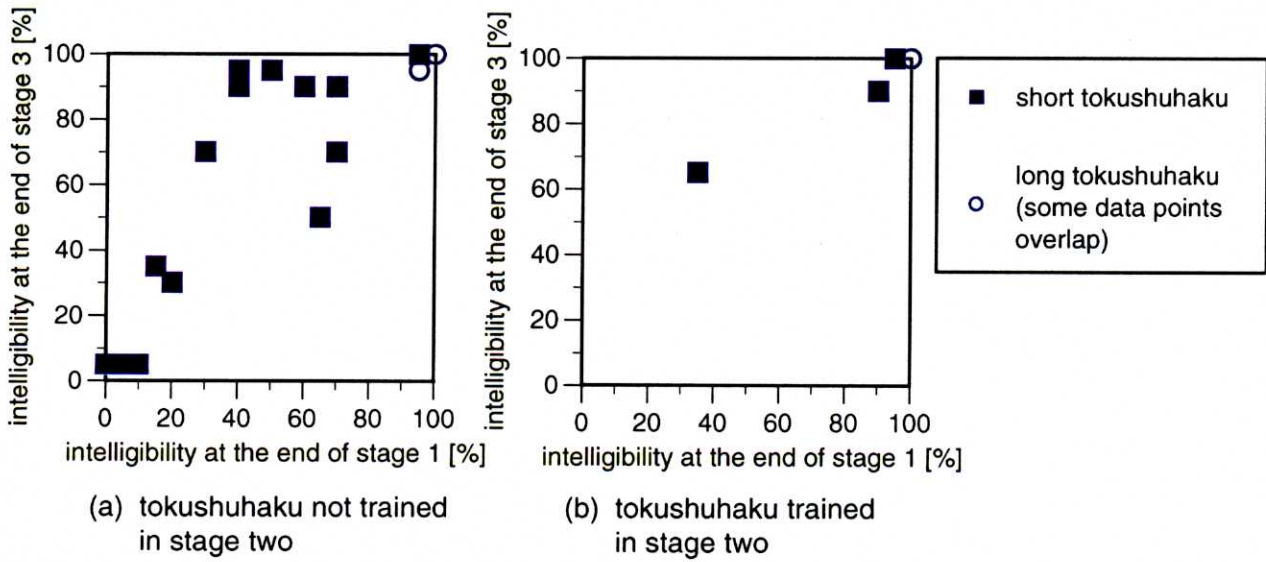 intelligibility at the end of stage 3 [%]
100
80
60
40
20
0
0 20 40 60 80 100
intelligibility at the end of stage 1 [%]
(a) tokushuhaku not trained
in stage two
intelligibility at the end of stage 3 [%]
100
80
60
40
20
0
0 20 40 60 80 100
intelligibility at the end of stage 1 [%]
(b) tokushuhaku trained
in stage two
short tokushuhaku
long tokushuhaku
(some data points
overlap)